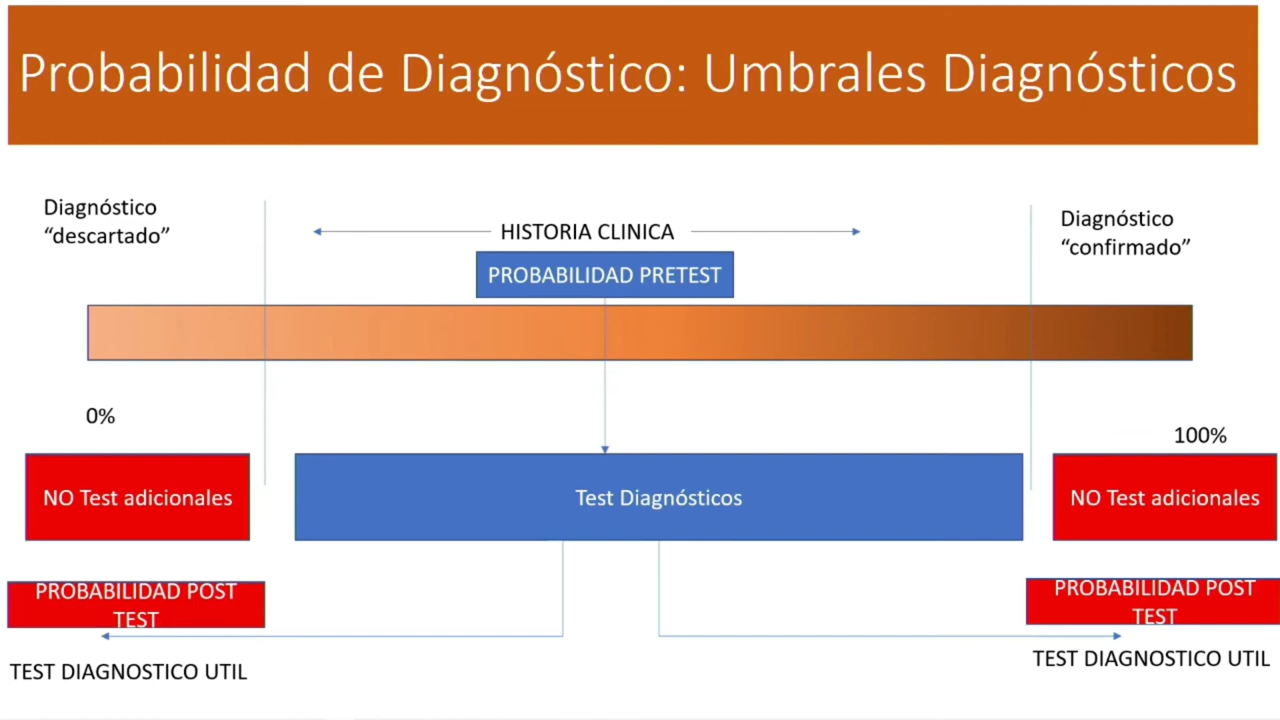 Probabilidad de Diagnóstico: Umbrales Diagnósticos
Diagnóstico
“descartado”
HISTORIA CLINICA
PROBABILIDAD PRETEST
Diagnóstico
“confirmado”
0%
100%
NO Test adicionales
Test Diagnósticos
NO Test adicionales
PROBABILIDAD POST
TEST
PROBABILIDAD POST
TEST
TEST DIAGNOSTICO UTIL
TEST DIAGNOSTICO UTIL